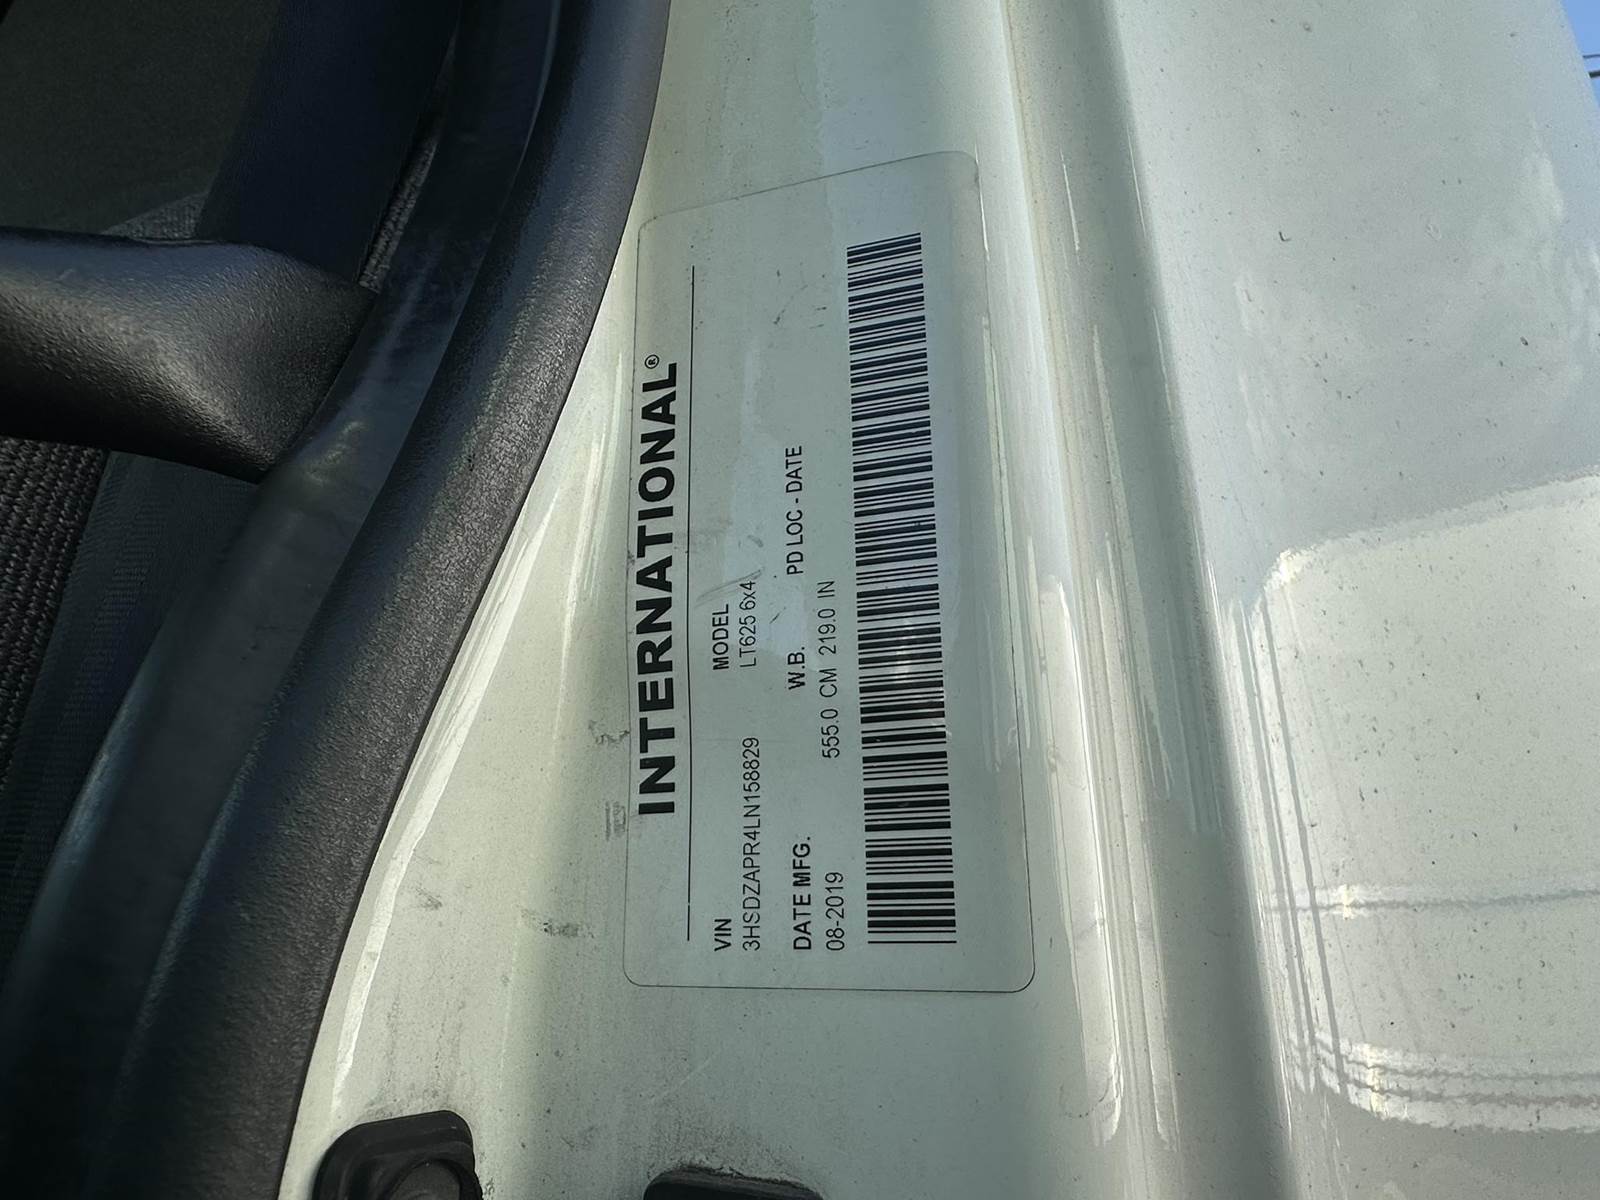 INTERNATIONAL®
VIN MODEL
3HSDZAPR4LN158829 LT625 6x4
DATE MFG. W.B. PD LOC - DATE
08-2019 555.0 CM 219.0 IN